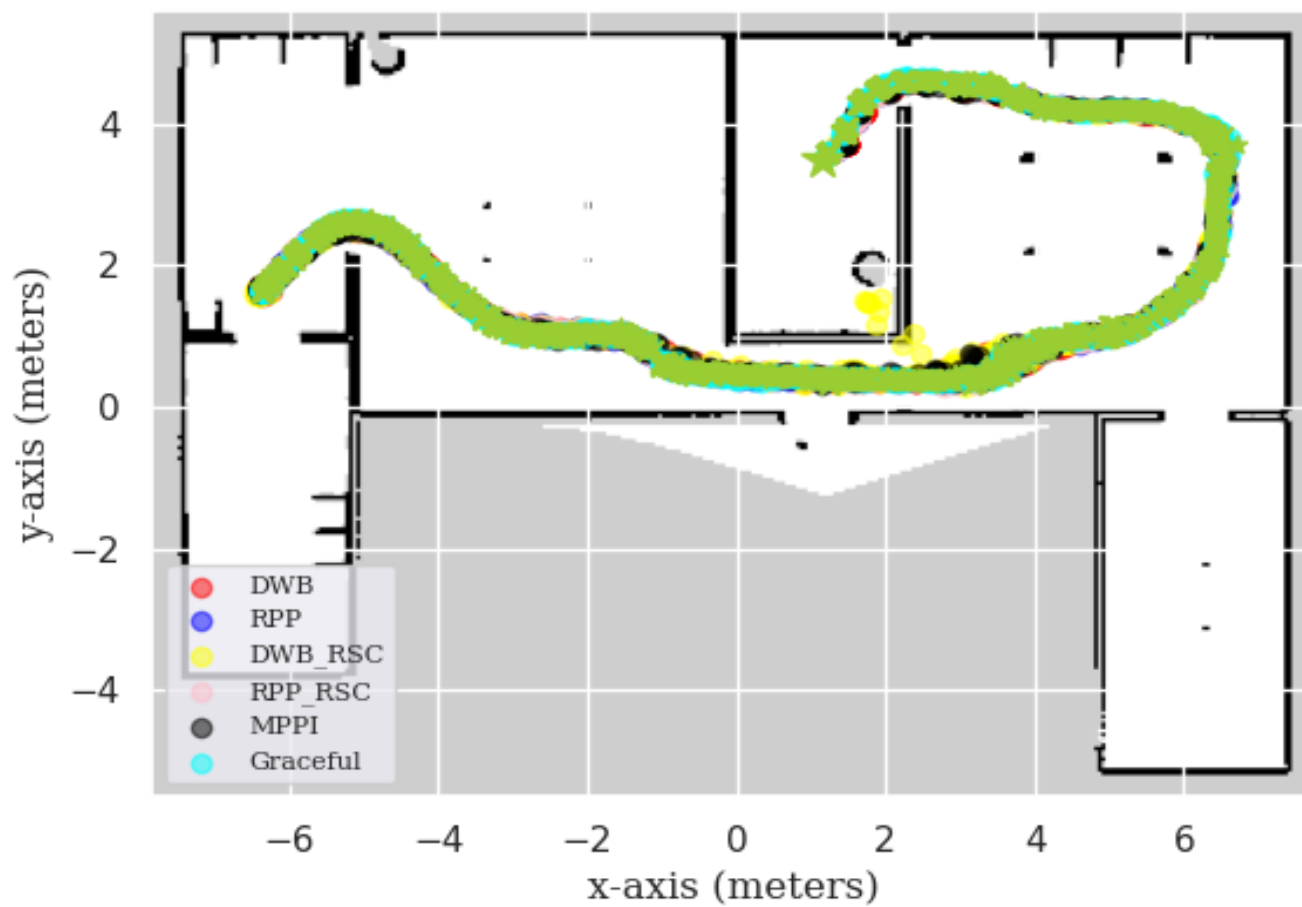 4
2
0
−2
−4
y-axis (meters)
DWB
RPP
DWB_RSC
RPP_RSC
MPPI
Graceful
−6 −4 −2 0 2 4 6
x-axis (meters)